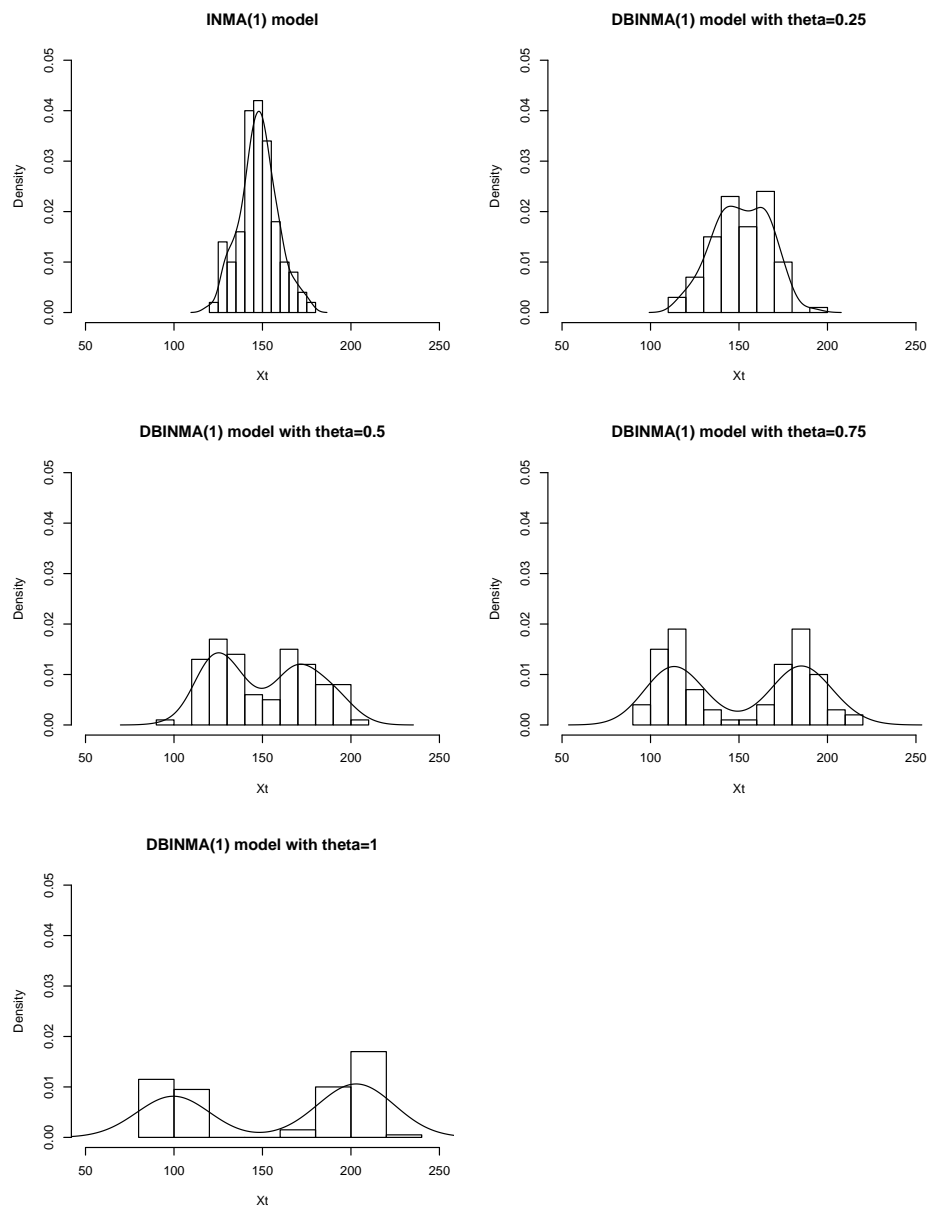 INMA(1) model
Density
0.00 0.01 0.02 0.03 0.04 0.05
50 100 150 200 250
Xt
DBINMA(1) model with theta=0.25
Density
0.00 0.01 0.02 0.03 0.04 0.05
50 100 150 200 250
Xt
DBINMA(1) model with theta=0.5
Density
0.00 0.01 0.02 0.03 0.04 0.05
50 100 150 200 250
Xt
DBINMA(1) model with theta=0.75
Density
0.00 0.01 0.02 0.03 0.04 0.05
50 100 150 200 250
Xt
DBINMA(1) model with theta=1
Density
0.00 0.01 0.02 0.03 0.04 0.05
50 100 150 200 250
Xt